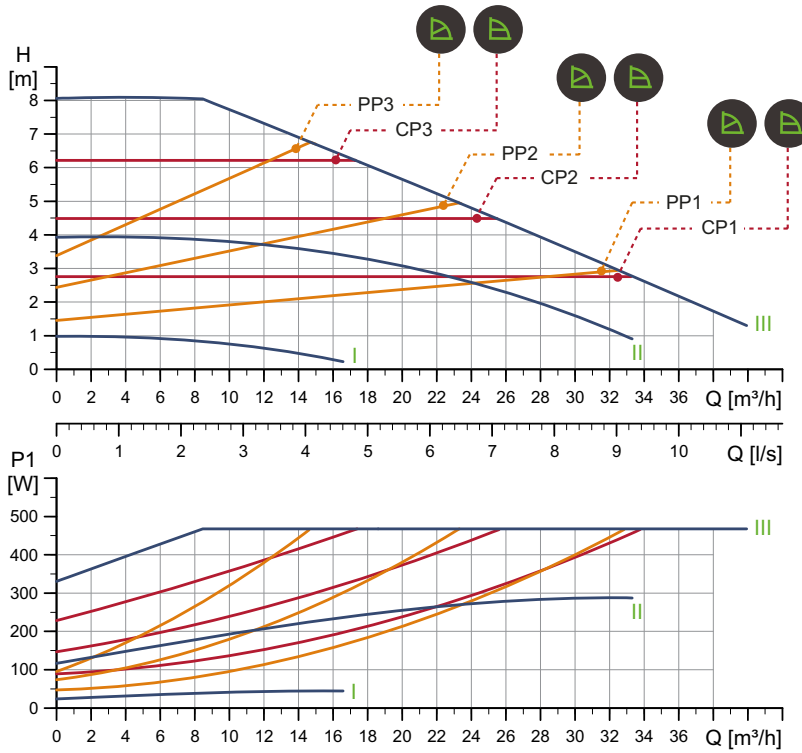 H
[m]
8
7
6
5
4
3
2
1
0
PP3
CP3
PP2
CP2
PP1
CP1
I
II
III
0 2 4 6 8 10 12 14 16 18 20 22 24 26 28 30 32 34 36 Q [m³/h]
0 1 2 3 4 5 6 7 8 9 10 Q [l/s]
P1
[W]
500
400
300
200
100
0
III
II
I
0 2 4 6 8 10 12 14 16 18 20 22 24 26 28 30 32 34 36 Q [m³/h]